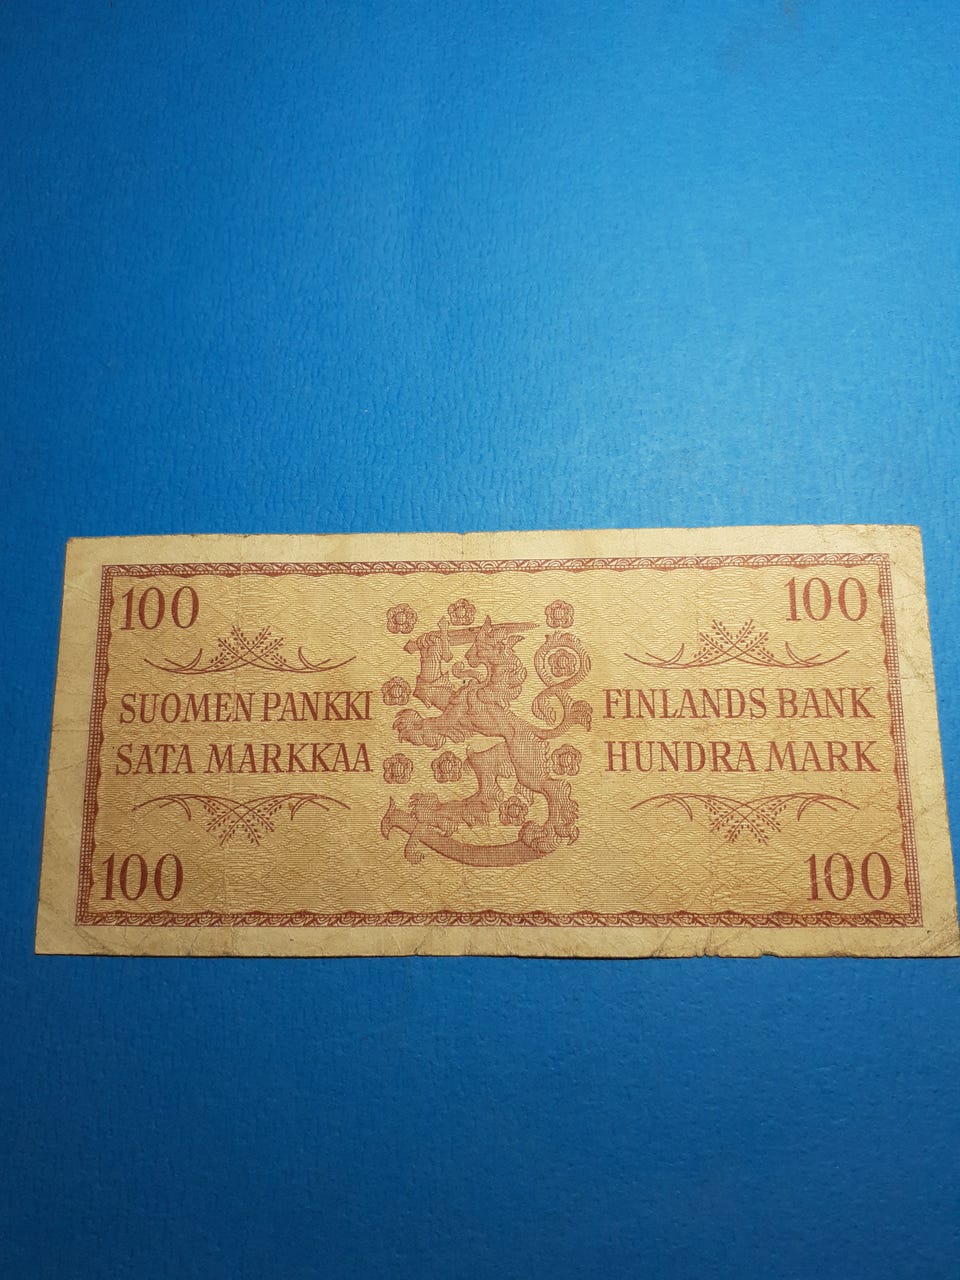 100 100
SUOMEN PANKKI FINLANDS BANK
SATA MARKKAA HUNDRA MARK
100 100